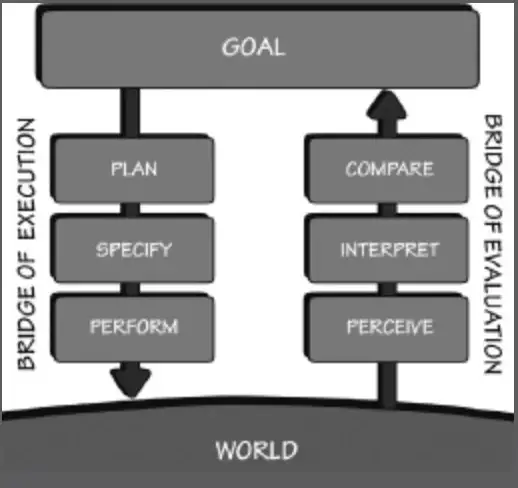 GOAL
BRIDGE OF EXECUTION
PLAN
SPECIFY
PERFORM
COMPARE
INTERPRET
PERCEIVE
BRIDGE OF EVALUATION
WORLD